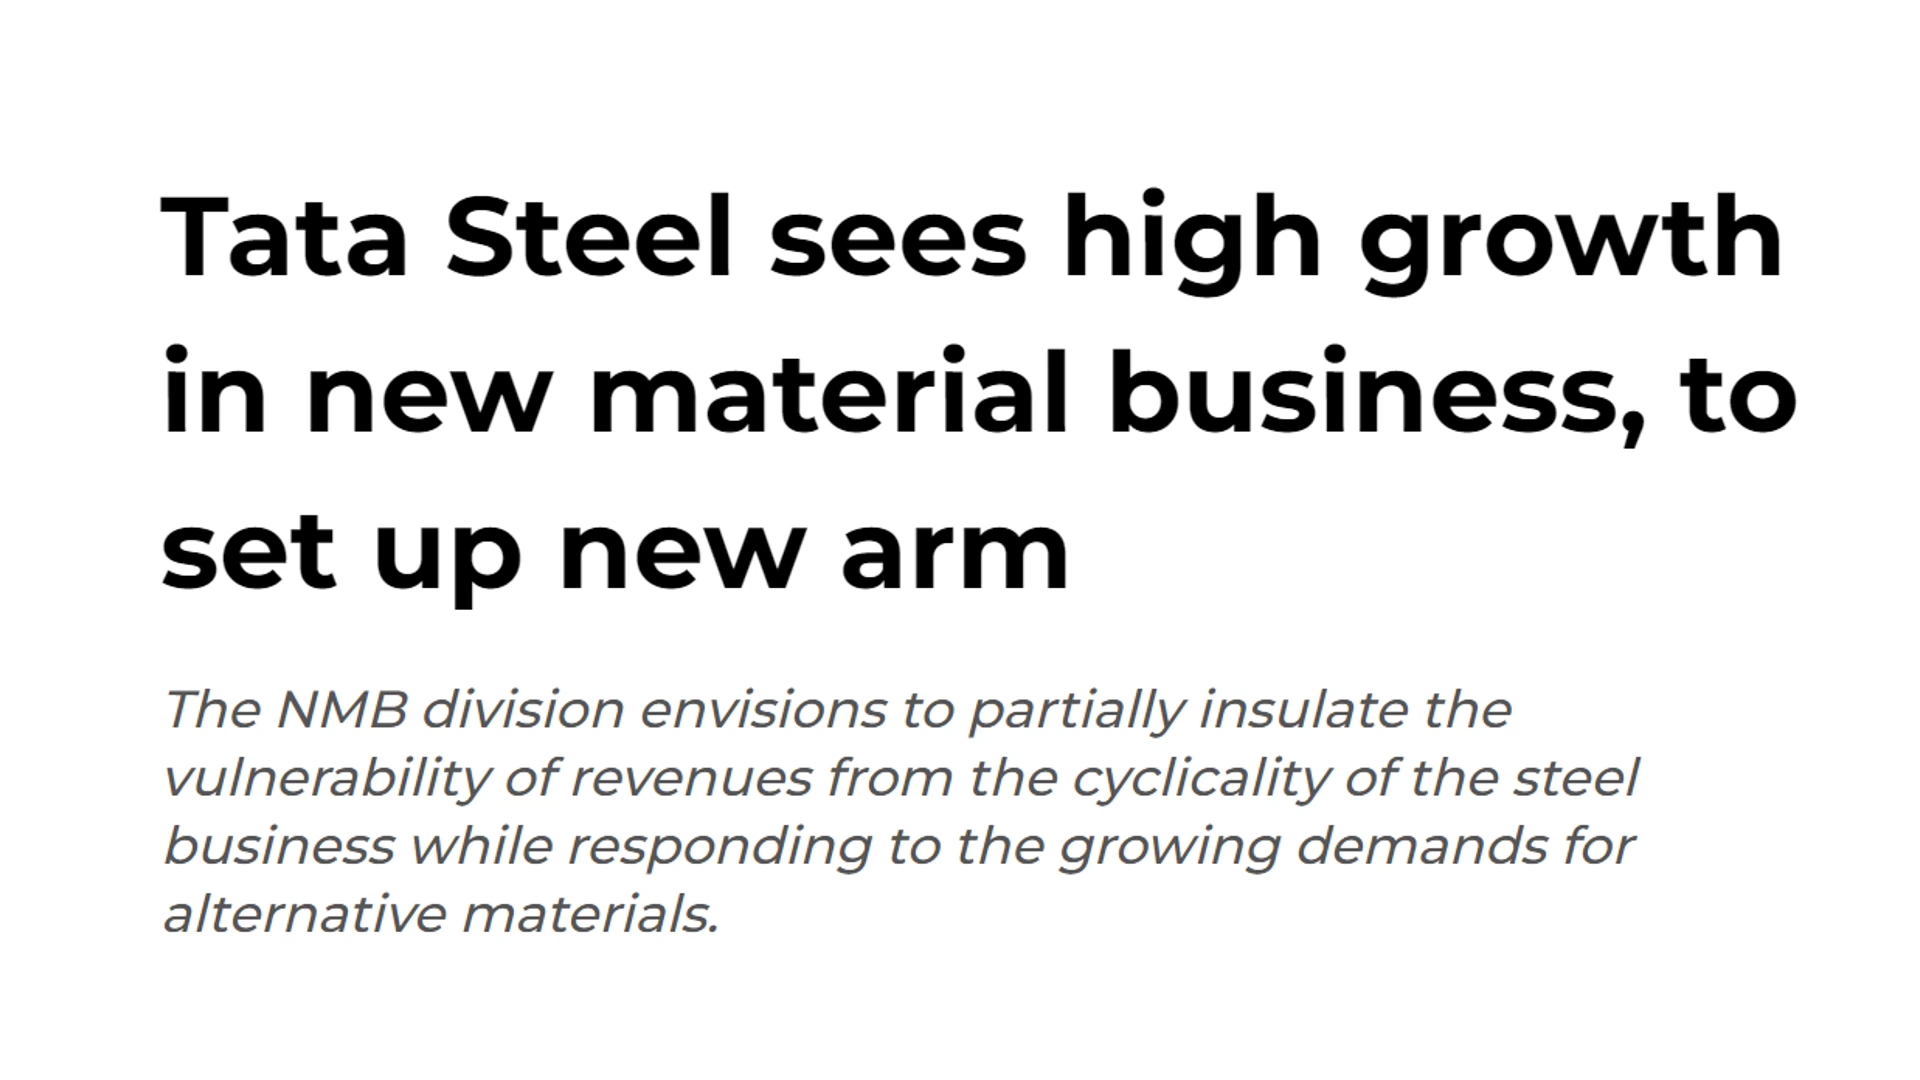 Tata Steel sees high growth
in new material business, to
set up new arm
The NMB division envisions to partially insulate the
vulnerability of revenues from the cyclicality of the steel
business while responding to the growing demands for
alternative materials.